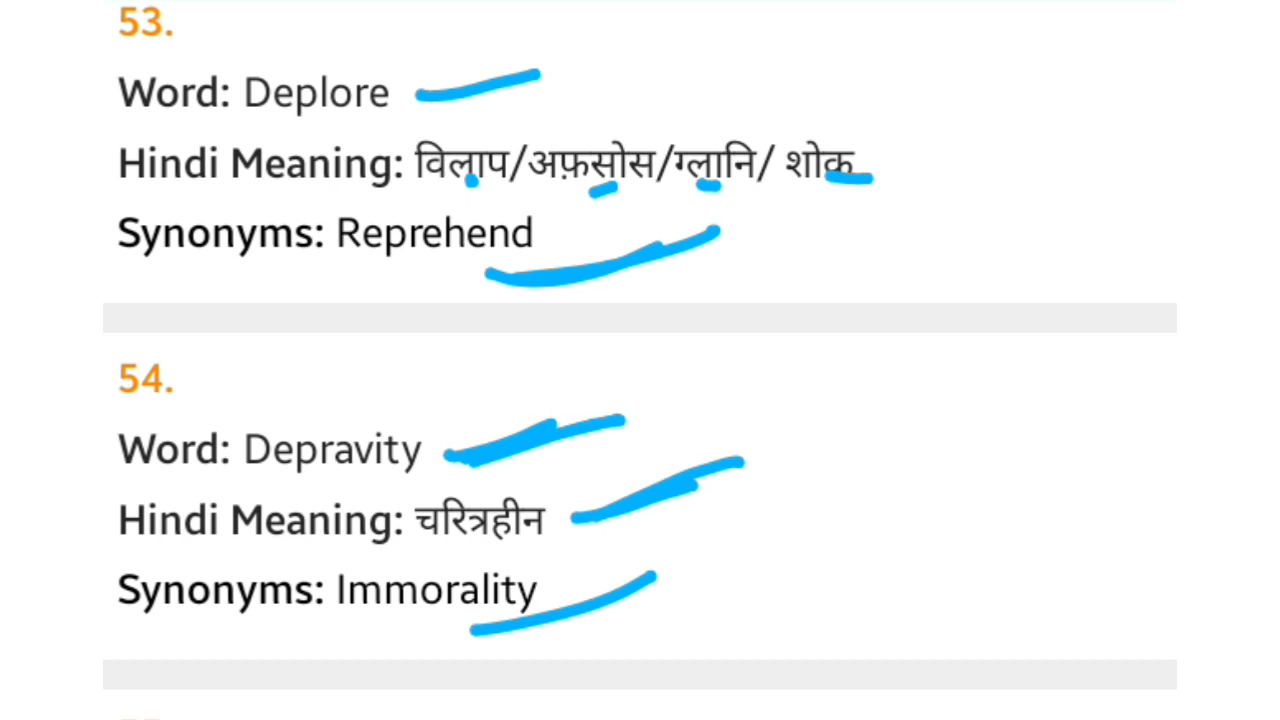 53.
Word: Deplore
Hindi Meaning: विलाप/अफ़सोस/ग्लानि/ शोक
Synonyms: Reprehend
54.
Word: Depravity
Hindi Meaning: चरित्रहीन
Synonyms: Immorality